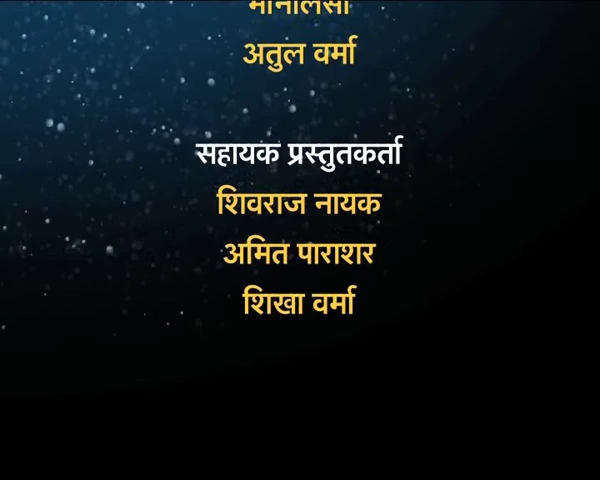 अतुल वर्मा
सहायक प्रस्तुतकर्ता
शिवराज नायक
अमित पाराशर
शिखा वर्मा